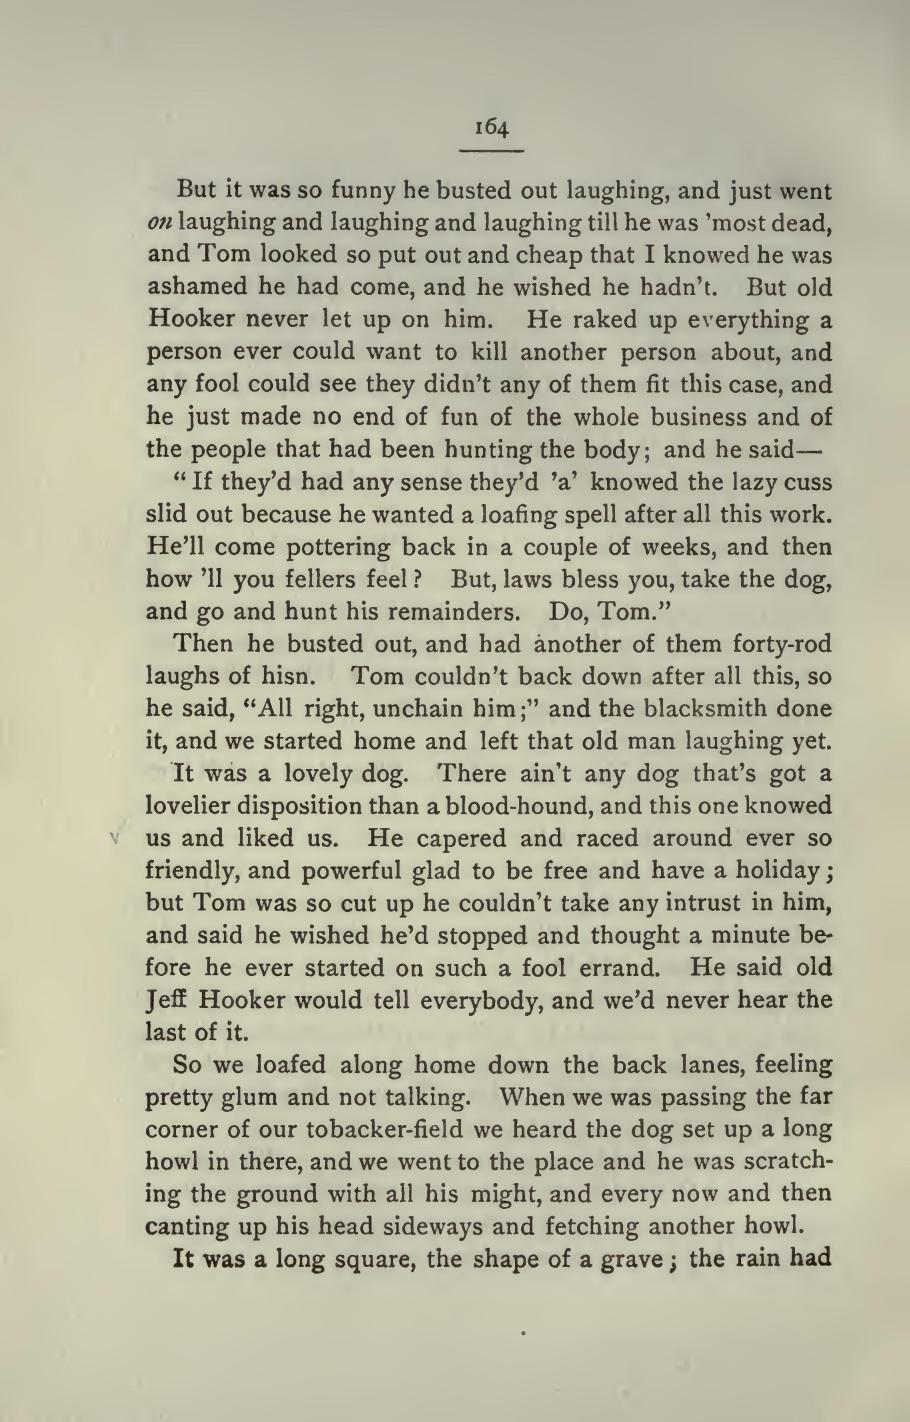 164
But it was so funny he busted out laughing, and just went
on laughing and laughing and laughing till he was 'most dead,
and Tom looked so put out and cheap that I knowed he was
ashamed he had come, and he wished he hadn't. But old
Hooker never let up on him. He raked up everything a
person ever could want to kill another person about, and
any fool could see they didn't any of them fit this case, and
he just made no end of fun of the whole business and of
the people that had been hunting the body; and he said—
"If they'd had any sense they'd 'a' knowed the lazy cuss
slid out because he wanted a loafing spell after all this work.
He'll come pottering back in a couple of weeks, and then
how 'll you fellers feel? But, laws bless you, take the dog,
and go and hunt his remainders. Do, Tom."
Then he busted out, and had another of them forty-rod
laughs of hisn. Tom couldn't back down after all this, so
he said, "All right, unchain him;" and the blacksmith done
it, and we started home and left that old man laughing yet.
It was a lovely dog. There ain't any dog that's got a
lovelier disposition than a blood-hound, and this one knowed
us and liked us. He capered and raced around ever so
friendly, and powerful glad to be free and have a holiday;
but Tom was so cut up he couldn't take any intrust in him,
and said he wished he'd stopped and thought a minute be-
fore he ever started on such a fool errand. He said old
Jeff Hooker would tell everybody, and we'd never hear the
last of it.
So we loafed along home down the back lanes, feeling
pretty glum and not talking. When we was passing the far
corner of our tobacker-field we heard the dog set up a long
howl in there, and we went to the place and he was scratch-
ing the ground with all his might, and every now and then
canting up his head sideways and fetching another howl.
It was a long square, the shape of a grave; the rain had